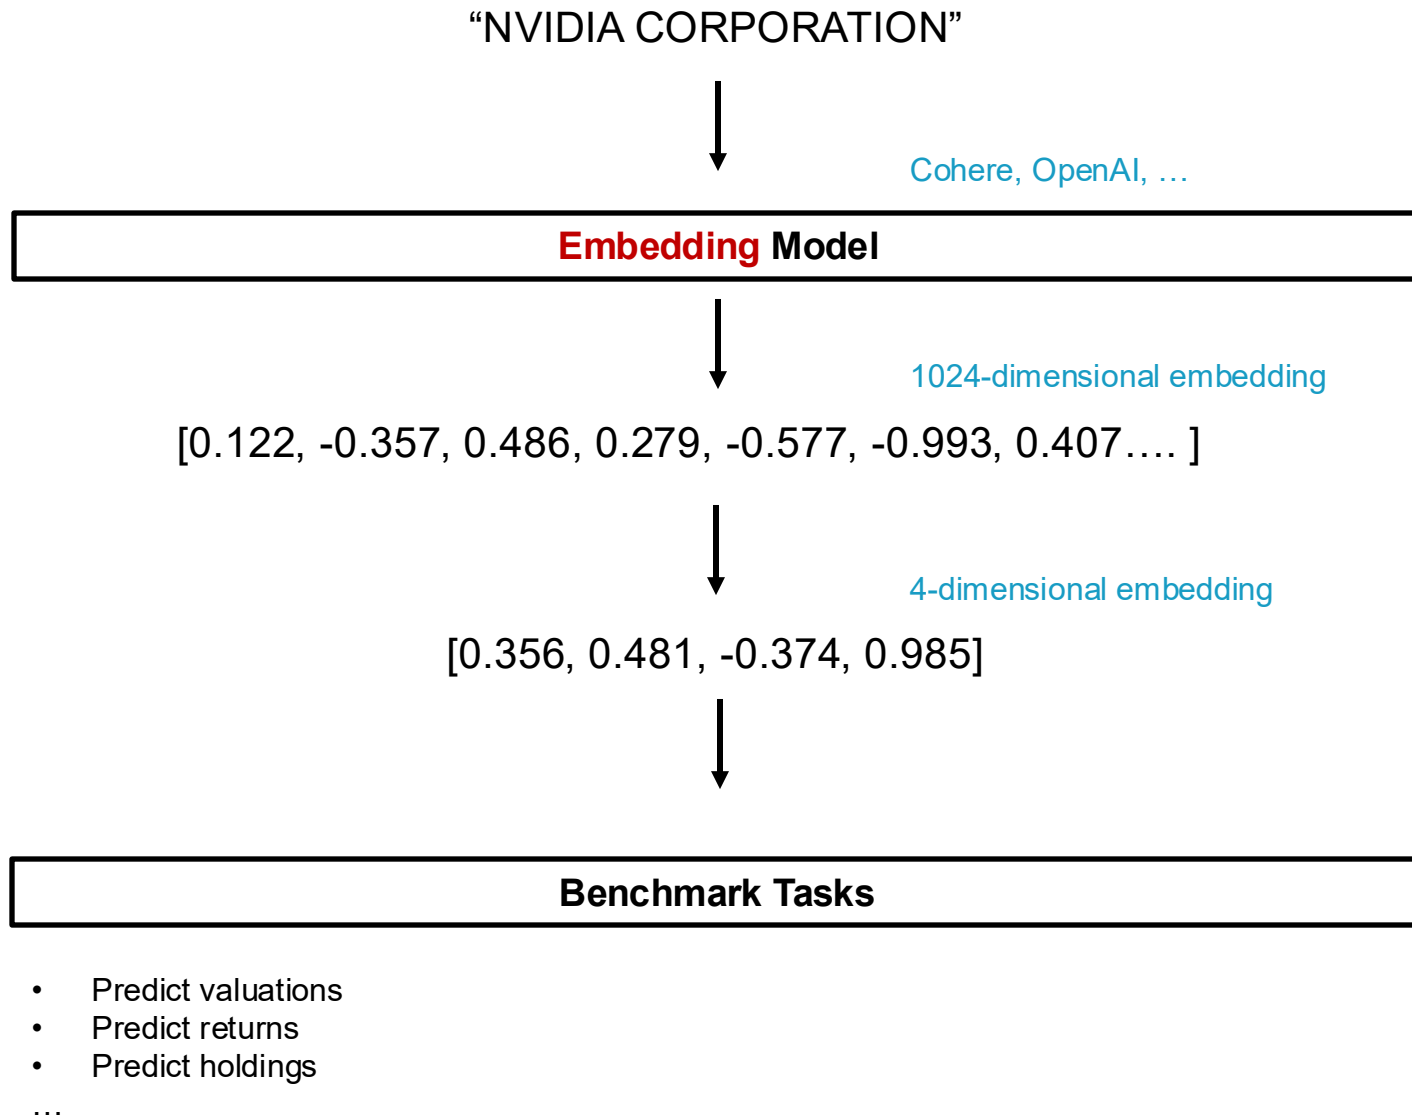 “NVIDIA CORPORATION”
Cohere, OpenAI, …
Embedding Model
1024-dimensional embedding
[0.122, -0.357, 0.486, 0.279, -0.577, -0.993, 0.407…. ]
4-dimensional embedding
[0.356, 0.481, -0.374, 0.985]
Benchmark Tasks
• Predict valuations
• Predict returns
• Predict holdings
…